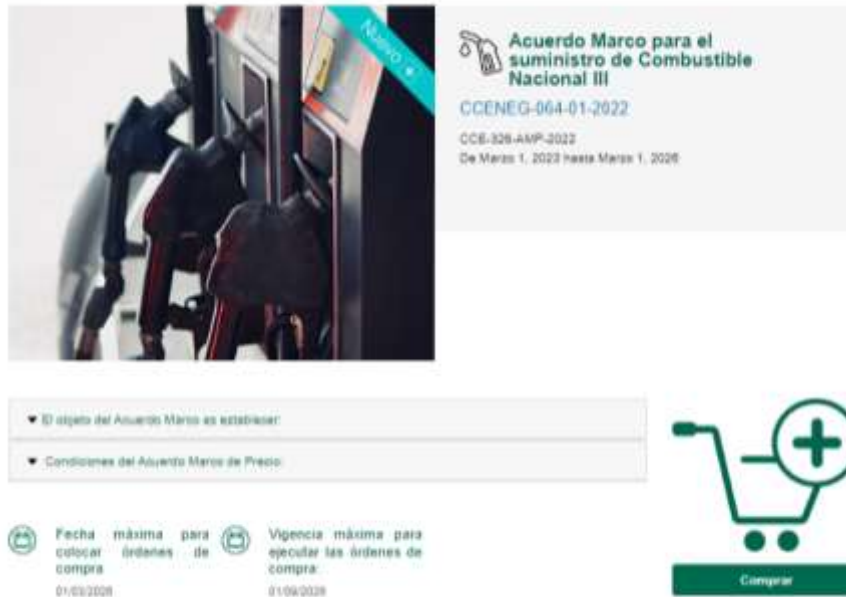 Nuevo +
Acuerdo Marco para el
suministro de Combustible
Nacional III
CCENEG-064-01-2022
CCE-326-AMP-2022
De Marzo 1, 2023 hasta Marzo 1, 2026
El objeto del Acuerdo Marco es establecer:
Condiciones del Acuerdo Marco de Precio:
Fecha máxima para
colocar órdenes de
compra
01/03/2026
Vigencia máxima para
ejecutar las órdenes de
compra:
01/09/2026
Comprar